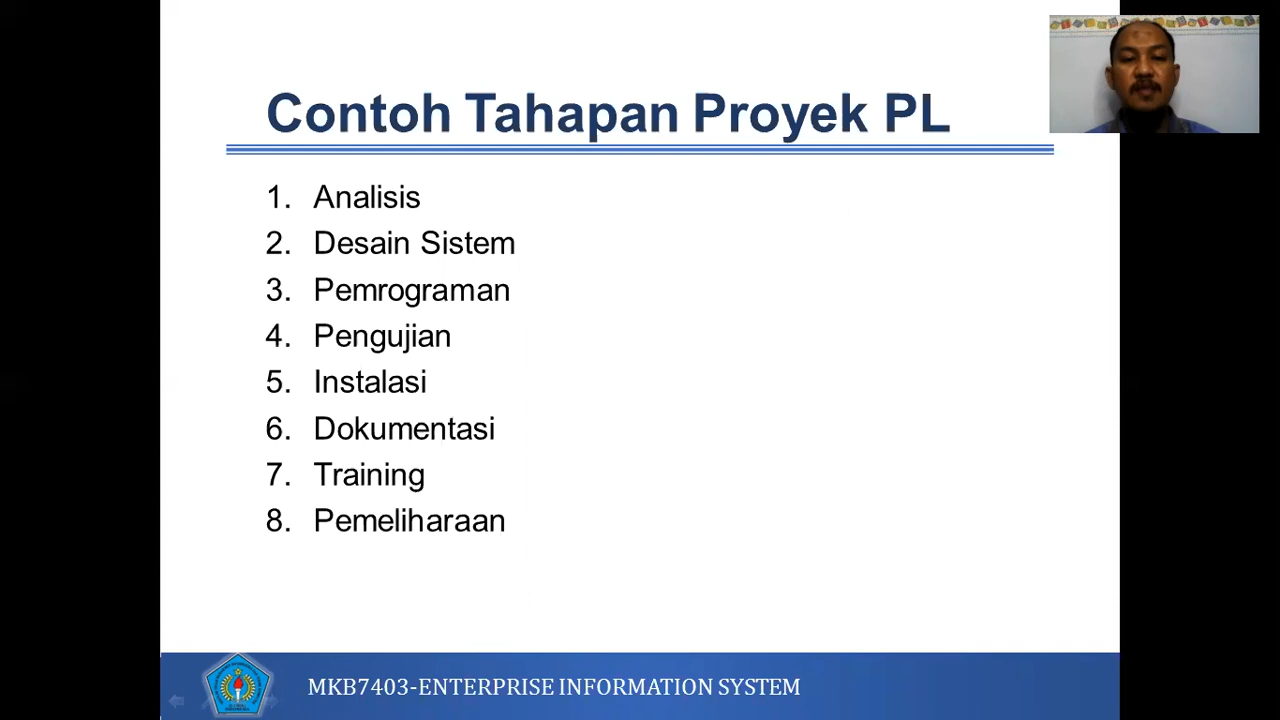 Contoh Tahapan Proyek PL
1. Analisis
2. Desain Sistem
3. Pemrograman
4. Pengujian
5. Instalasi
6. Dokumentasi
7. Training
8. Pemeliharaan
MKB7403-ENTERPRISE INFORMATION SYSTEM